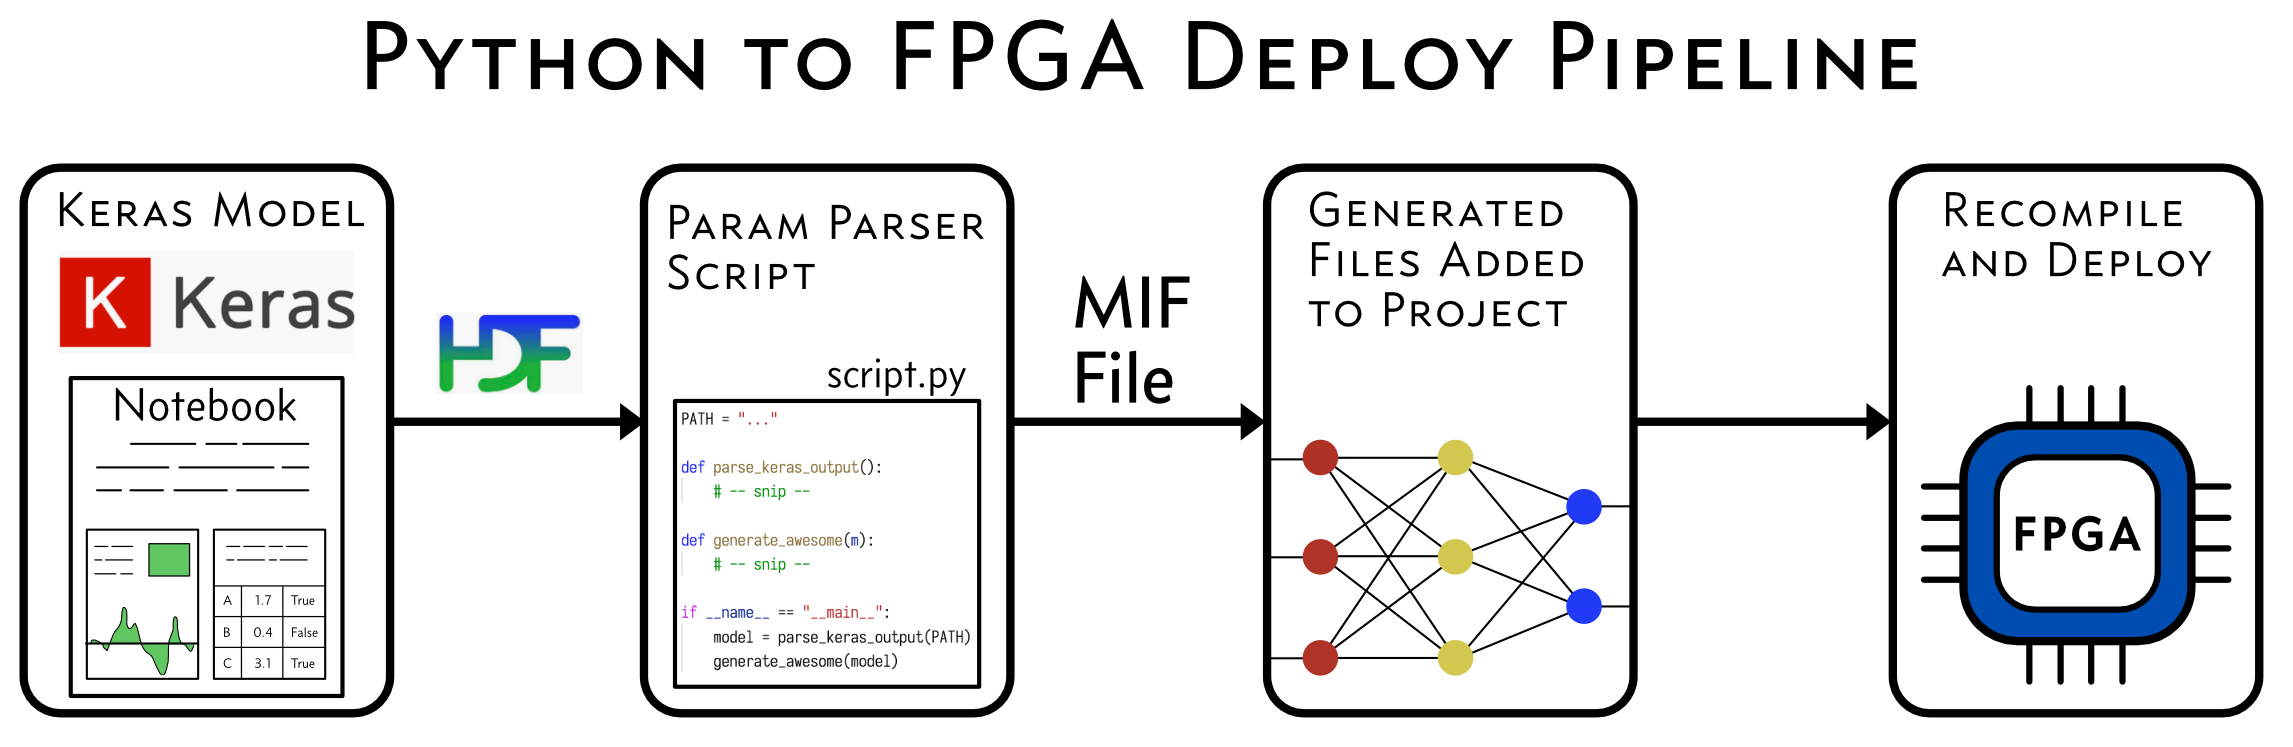 PYTHON TO FPGA DEPLOY PIPELINE
KERAS MODEL
K Keras
Notebook
A 1.7 True
B 0.4 False
C 3.1 True
HDF
PARAM PARSER
SCRIPT
script.py
PATH = "..."
def parse_keras_output():
# -- snip --
def generate_awesome(m):
# -- snip --
if __name__ == "__main__":
model = parse_keras_output(PATH)
generate_awesome(model)
MIF
File
GENERATED
FILES ADDED
TO PROJECT
RECOMPILE
AND DEPLOY
FPGA